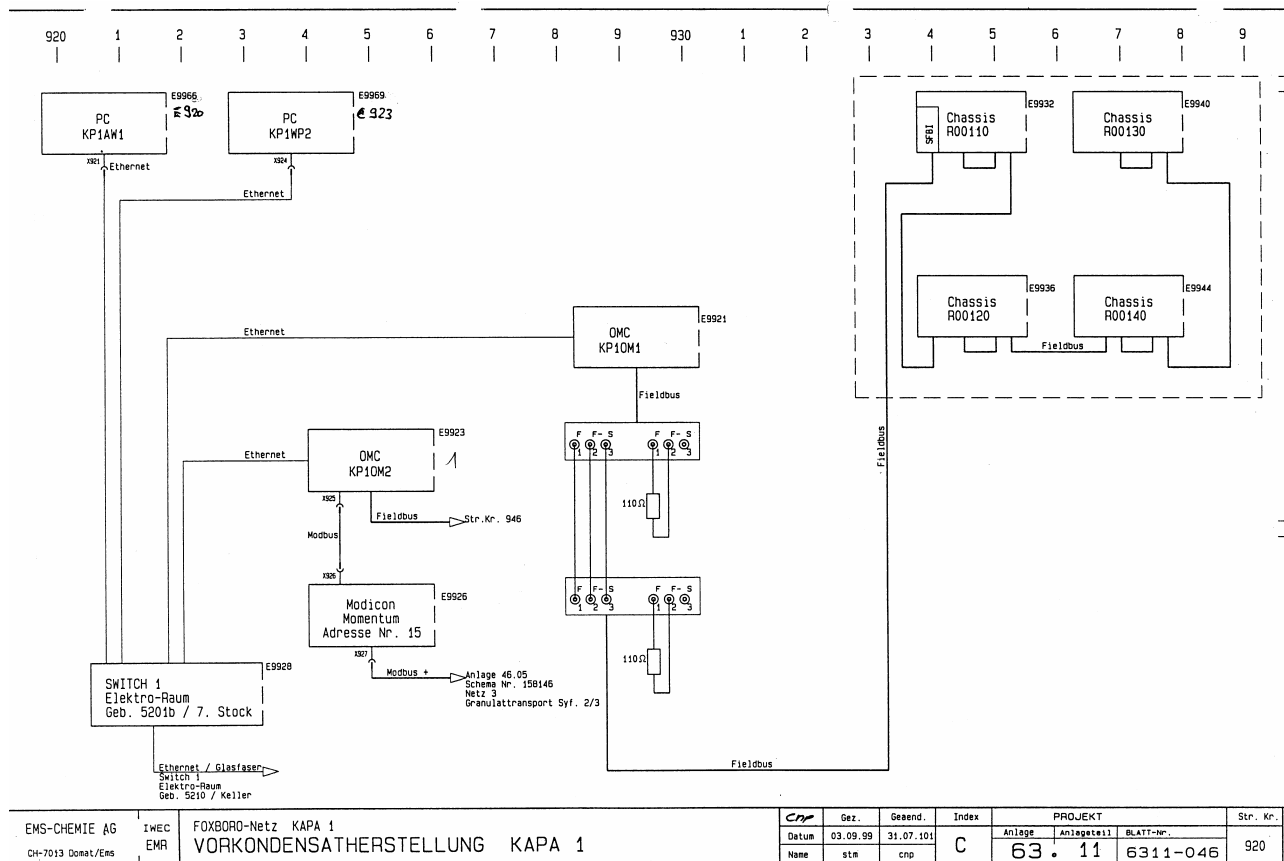 920 1 2 3 4 5 6 7 8 9 930 1 2 3 4 5 6 7 8 9
PC
KP1AW1
E9966
E 920
X921
Ethernet
PC
KP1WP2
E9969
E 923
X924
Ethernet
SFBI
Chassis
R00110
E9932
Chassis
R00130
E9940
Chassis
R00120
E9936
Chassis
R00140
E9944
Fieldbus
Ethernet
OMC
KP1OM1
E9921
Fieldbus
F F- S
1 2 3
F F- S
1 2 3
110Ω
Ethernet
OMC
KP1OM2
E9923
1
X925
Modbus
Fieldbus
Str.Kr. 946
X926
Modicon
Momentum
Adresse Nr. 15
E9926
X927
Modbus +
Anlage 46.05
Schema Nr. 158146
Netz 3
Granulattransport Syf. 2/3
F F- S
1 2 3
F F- S
1 2 3
110Ω
Fieldbus
Fieldbus
SWITCH 1
Elektro-Raum
Geb. 5201b / 7. Stock
E9928
Ethernet / Glasfaser
Switch 1
Elektro-Raum
Geb. 5210 / Keller
EMS-CHEMIE AG
CH-7013 Domat/Ems
IWEC
EMR
FOXBORO-Netz KAPA 1
VORKONDENSATHERSTELLUNG KAPA 1
cnp Gez. Geaend. Index PROJEKT Str. Kr.
Datum 03.09.99 31.07.101 C Anlage Anlageteil BLATT-Nr.
Name stm cnp 63. 11 6311-046 920